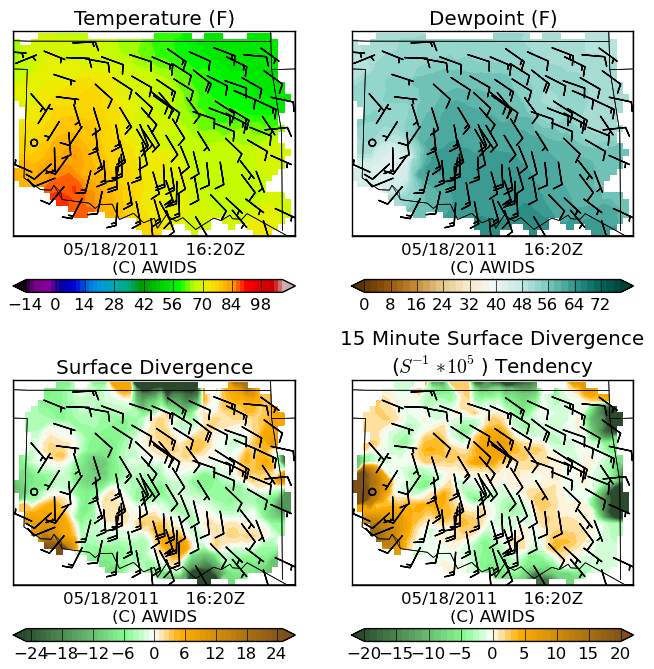 Temperature (F)
Dewpoint (F)
05/18/2011 16:20Z
(C) AWIDS
05/18/2011 16:20Z
(C) AWIDS
−14 0 14 28 42 56 70 84 98
0 8 16 24 32 40 48 56 64 72
Surface Divergence
15 Minute Surface Divergence
(S⁻¹ ∗10⁵ ) Tendency
05/18/2011 16:20Z
(C) AWIDS
05/18/2011 16:20Z
(C) AWIDS
−24−18−12 −6 0 6 12 18 24
−20−15−10 −5 0 5 10 15 20